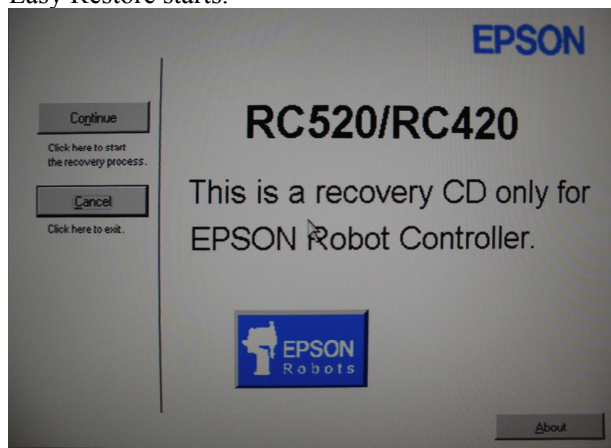 Easy Restore starts.
EPSON
Continue
Click here to start
the recovery process.
Cancel
Click here to exit.
RC520/RC420
This is a recovery CD only for
EPSON Robot Controller.
EPSON
Robots
About